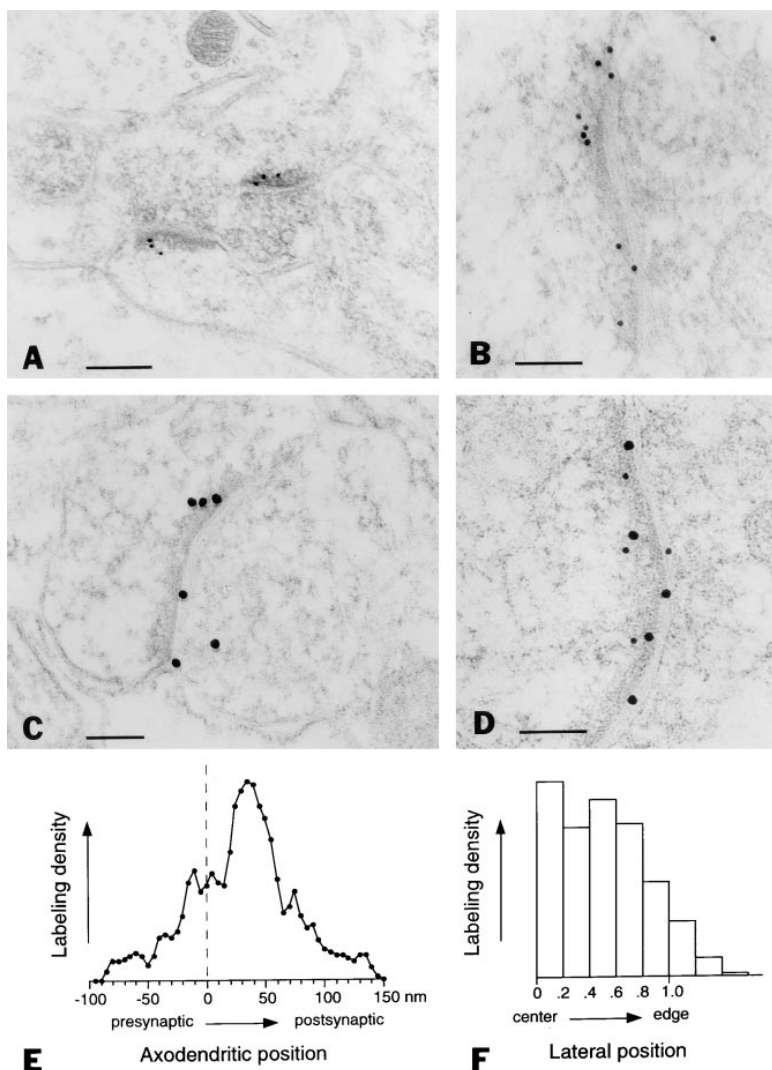 A
B
C
D
Labeling density
-100 -50 0 50 100 150 nm
presynaptic postsynaptic
E Axodendritic position
Labeling density
0 .2 .4 .6 .8 1.0
center edge
F Lateral position